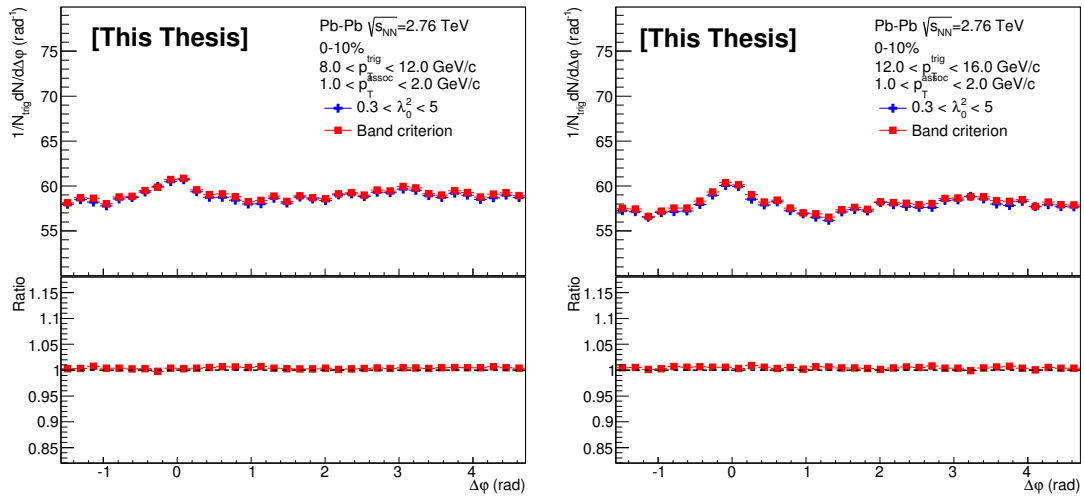 1/N_trig dN/dΔφ (rad⁻¹)
75
70
65
60
55
[This Thesis]
Pb-Pb √s_NN=2.76 TeV
0-10%
8.0 < p_T^trig < 12.0 GeV/c
1.0 < p_T^assoc < 2.0 GeV/c
0.3 < λ₀² < 5
Band criterion
Ratio
1.15
1.1
1.05
1
0.95
0.9
0.85
-1 0 1 2 3 4
Δφ (rad)
1/N_trig dN/dΔφ (rad⁻¹)
75
70
65
60
55
[This Thesis]
Pb-Pb √s_NN=2.76 TeV
0-10%
12.0 < p_T^trig < 16.0 GeV/c
1.0 < p_T^assoc < 2.0 GeV/c
0.3 < λ₀² < 5
Band criterion
Ratio
1.15
1.1
1.05
1
0.95
0.9
0.85
-1 0 1 2 3 4
Δφ (rad)